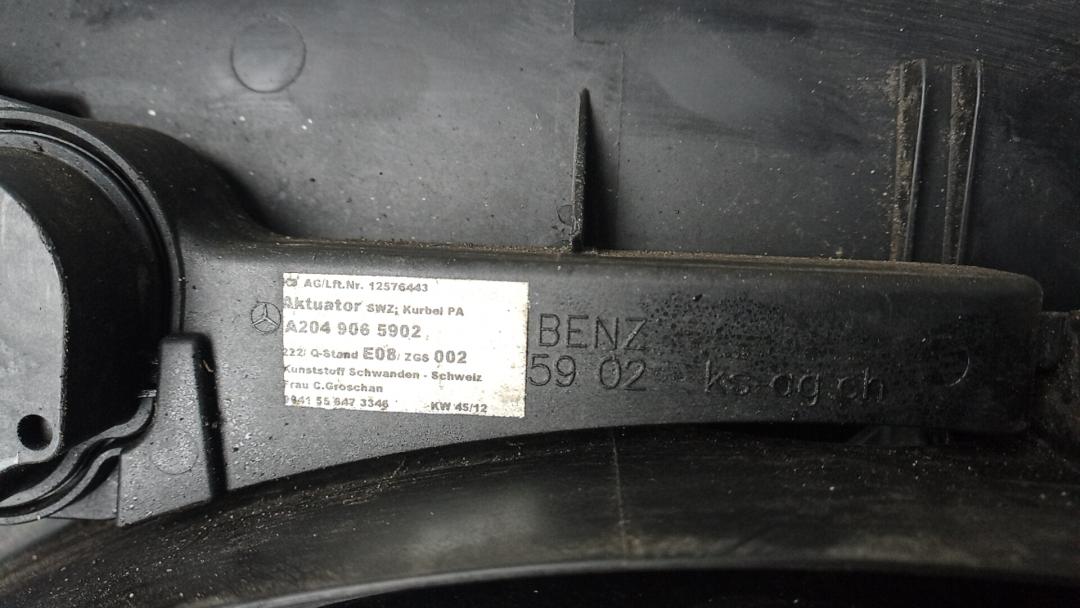 AG/Lft.Nr. 12576443
Aktuator SWZ; Kurbel PA
A204 906 5902
222/ Q-Stand E08/ ZGS 002
Kunststoff Schwanden - Schweiz
Frau C.Groschan
0041 55 647 3346 KW 45/12
BENZ
59 02 ks-ag.ch